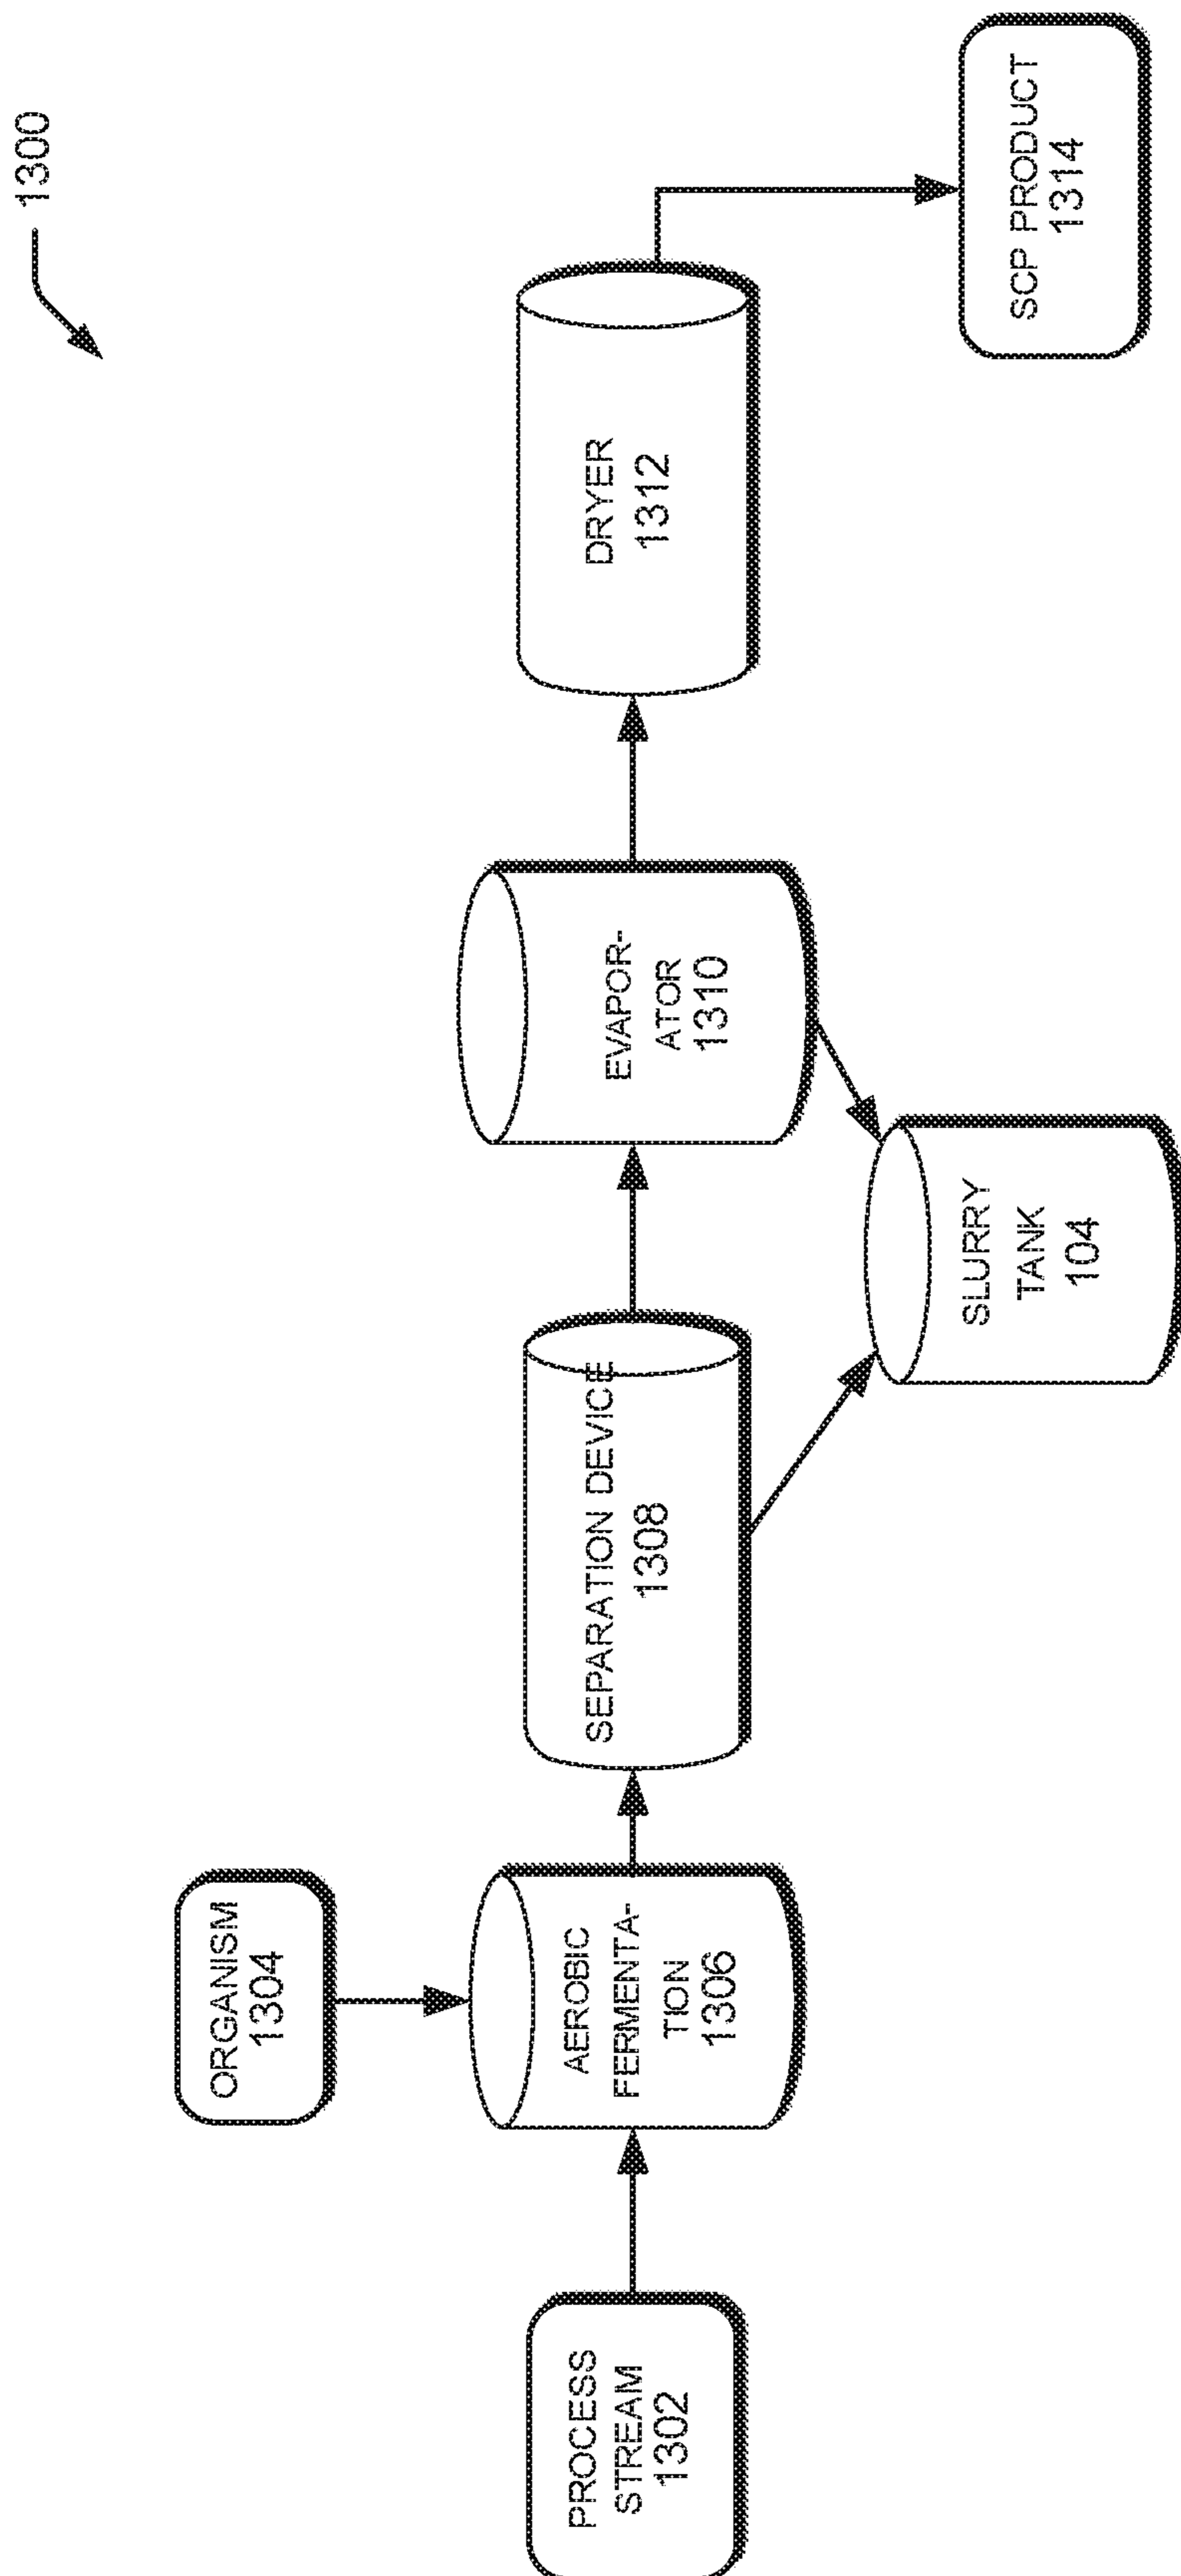 1300
ORGANISM
1304
PROCESS
STREAM
1302
AEROBIC
FERMENTA-
TION
1306
SEPARATION DEVICE
1308
EVAPOR-
ATOR
1310
DRYER
1312
SLURRY
TANK
104
SCP PRODUCT
1314